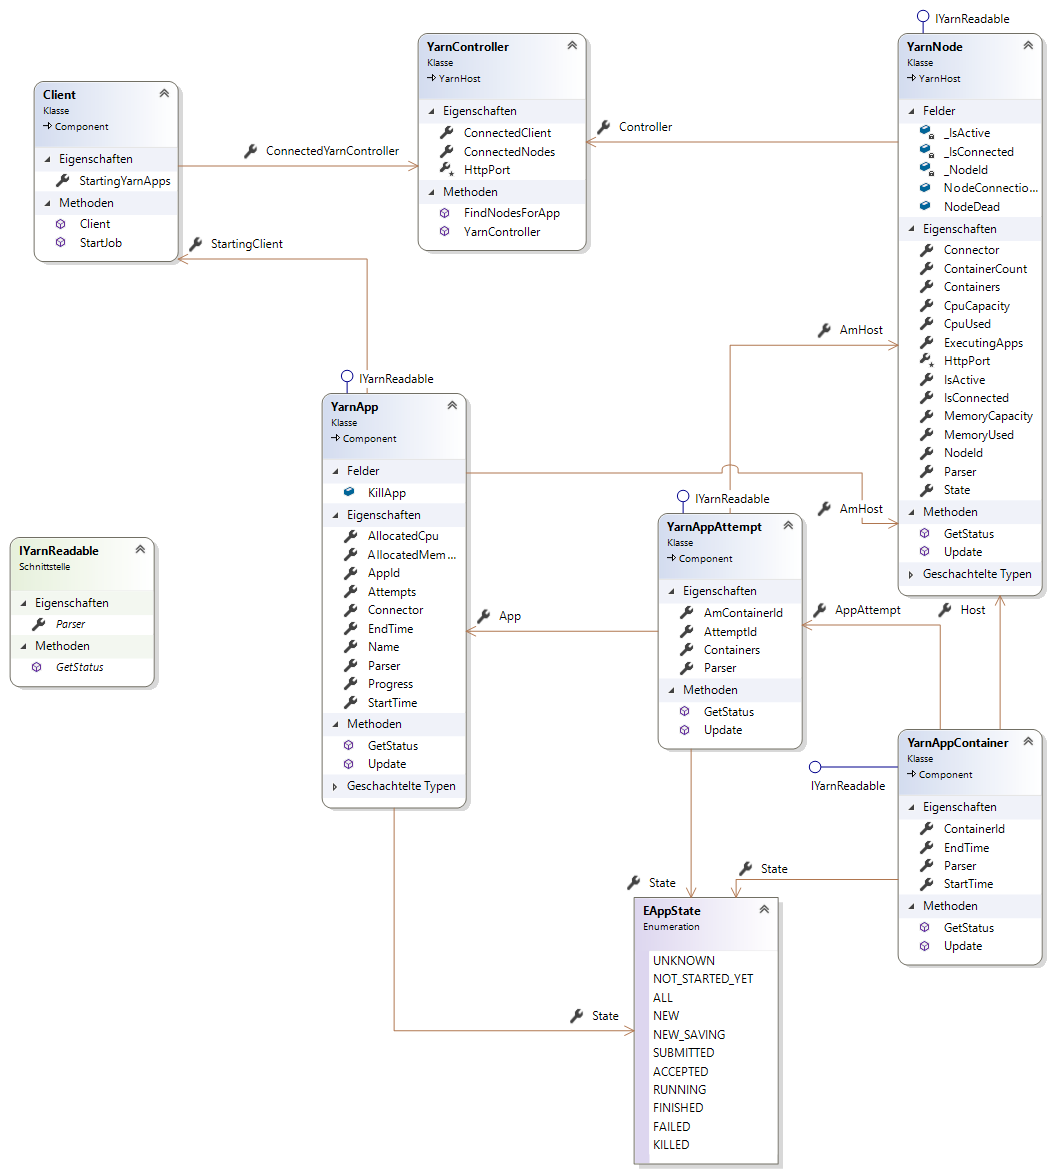 IYarnReadable
YarnController
Klasse
YarnHost
Eigenschaften
ConnectedClient
ConnectedNodes
HttpPort
Methoden
FindNodesForApp
YarnController
YarnNode
Klasse
YarnHost
Felder
_IsActive
_IsConnected
_NodeId
NodeConnectio...
NodeDead
Eigenschaften
Connector
ContainerCount
Containers
CpuCapacity
CpuUsed
ExecutingApps
HttpPort
IsActive
IsConnected
MemoryCapacity
MemoryUsed
NodeId
Parser
State
Methoden
GetStatus
Update
Geschachtelte Typen
Client
Klasse
Component
Eigenschaften
StartingYarnApps
Methoden
Client
StartJob
ConnectedYarnController
Controller
StartingClient
AmHost
IYarnReadable
YarnApp
Klasse
Component
Felder
KillApp
Eigenschaften
AllocatedCpu
AllocatedMem...
AppId
Attempts
Connector
EndTime
Name
Parser
Progress
StartTime
Methoden
GetStatus
Update
Geschachtelte Typen
IYarnReadable
AmHost
YarnAppAttempt
Klasse
Component
Eigenschaften
AmContainerId
AttemptId
Containers
Parser
Methoden
GetStatus
Update
IYarnReadable
Schnittstelle
Eigenschaften
Parser
Methoden
GetStatus
App
AppAttempt
Host
YarnAppContainer
Klasse
Component
Eigenschaften
ContainerId
EndTime
Parser
StartTime
Methoden
GetStatus
Update
IYarnReadable
State
State
State
EAppState
Enumeration
UNKNOWN
NOT_STARTED_YET
ALL
NEW
NEW_SAVING
SUBMITTED
ACCEPTED
RUNNING
FINISHED
FAILED
KILLED